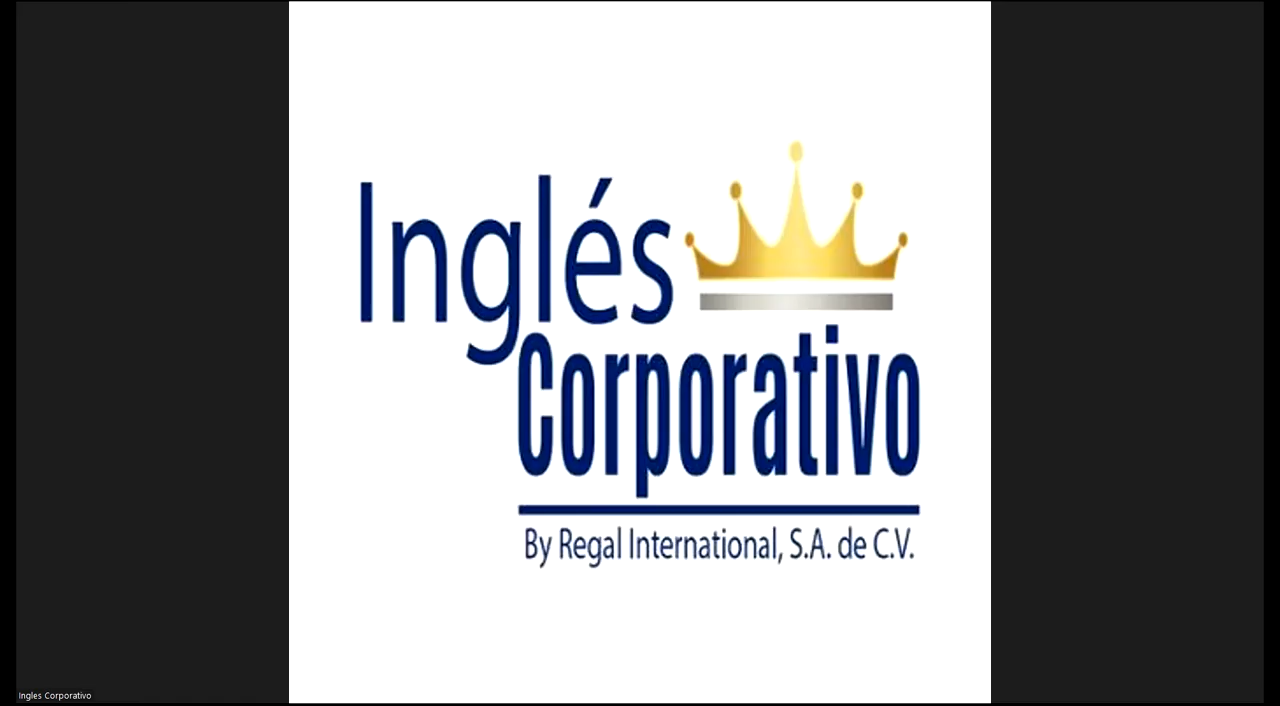 Inglés
Corporativo
By Regal International, S.A. de C.V.
Ingles Corporativo